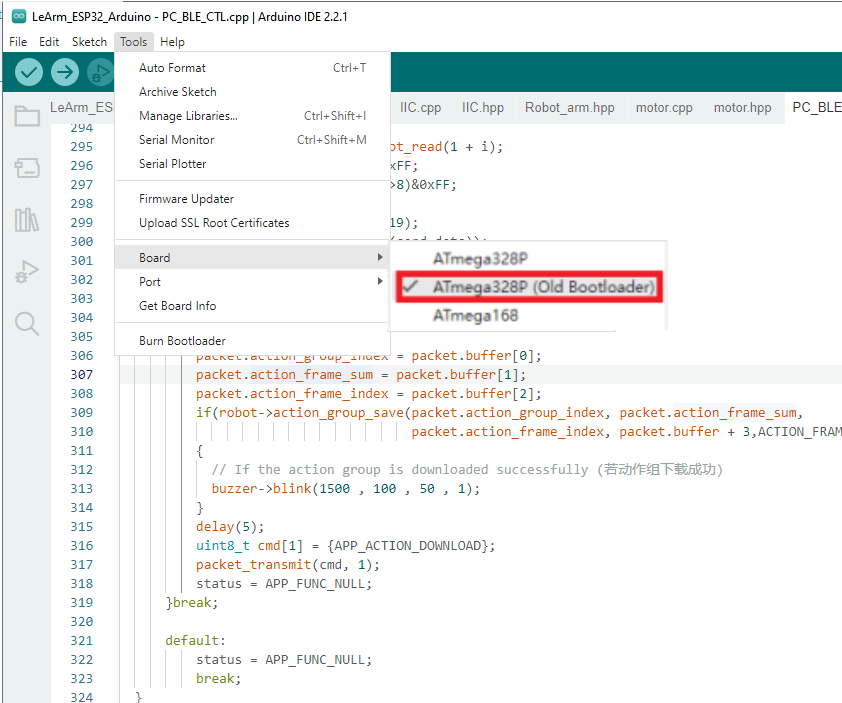 LeArm_ESP32_Arduino - PC_BLE_CTL.cpp | Arduino IDE 2.2.1
File Edit Sketch Tools Help
Auto Format Ctrl+T
Archive Sketch
Manage Libraries... Ctrl+Shift+I
Serial Monitor Ctrl+Shift+M
Serial Plotter
Firmware Updater
Upload SSL Root Certificates
Board
Port
Get Board Info
Burn Bootloader
ATmega328P
ATmega328P (Old Bootloader)
ATmega168
LeArm_ES IIC.cpp IIC.hpp Robot_arm.hpp motor.cpp motor.hpp PC_BLE
294
295 ot_read(1 + i);
296 xFF;
297 >8)&0xFF;
298
299 19);
300
301
302
303
304
305
306 packet.action_group_index = packet.buffer[0];
307 packet.action_frame_sum = packet.buffer[1];
308 packet.action_frame_index = packet.buffer[2];
309 if(robot->action_group_save(packet.action_group_index, packet.action_frame_sum,
310 packet.action_frame_index, packet.buffer + 3,ACTION_FRAM
311 {
312 // If the action group is downloaded successfully (若动作组下载成功)
313 buzzer->blink(1500 , 100 , 50 , 1);
314 }
315 delay(5);
316 uint8_t cmd[1] = {APP_ACTION_DOWNLOAD};
317 packet_transmit(cmd, 1);
318 status = APP_FUNC_NULL;
319 }break;
320
321 default:
322 status = APP_FUNC_NULL;
323 break;
324 }